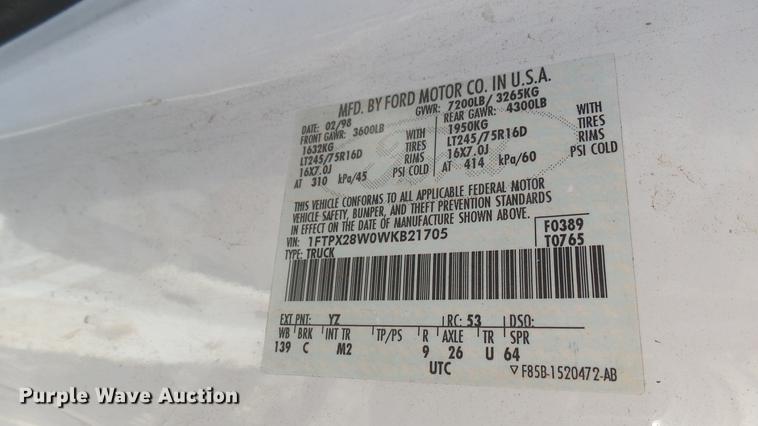 MFD. BY FORD MOTOR CO. IN U.S.A.
DATE: 02/98 GVWR: 7200LB/ 3265KG
FRONT GAWR: 3600LB REAR GAWR: 4300LB
1632KG WITH 1950KG WITH
LT245/75R16D TIRES LT245/75R16D TIRES
16X7.0J RIMS 16X7.0J RIMS
AT 310 kPa/45 PSI COLD AT 414 kPa/60 PSI COLD
THIS VEHICLE CONFORMS TO ALL APPLICABLE FEDERAL MOTOR
VEHICLE SAFETY, BUMPER, AND THEFT PREVENTION STANDARDS
IN EFFECT ON THE DATE OF MANUFACTURE SHOWN ABOVE.
VIN: 1FTPX28W0WKB21705 F0389
TYPE: TRUCK T0765
EXT PNT: YZ RC: 53 DSO:
WB BRK INT TR TP/PS R AXLE TR SPR
139 C M2 9 26 U 64
UTC F85B-1520472-AB
Purple Wave Auction